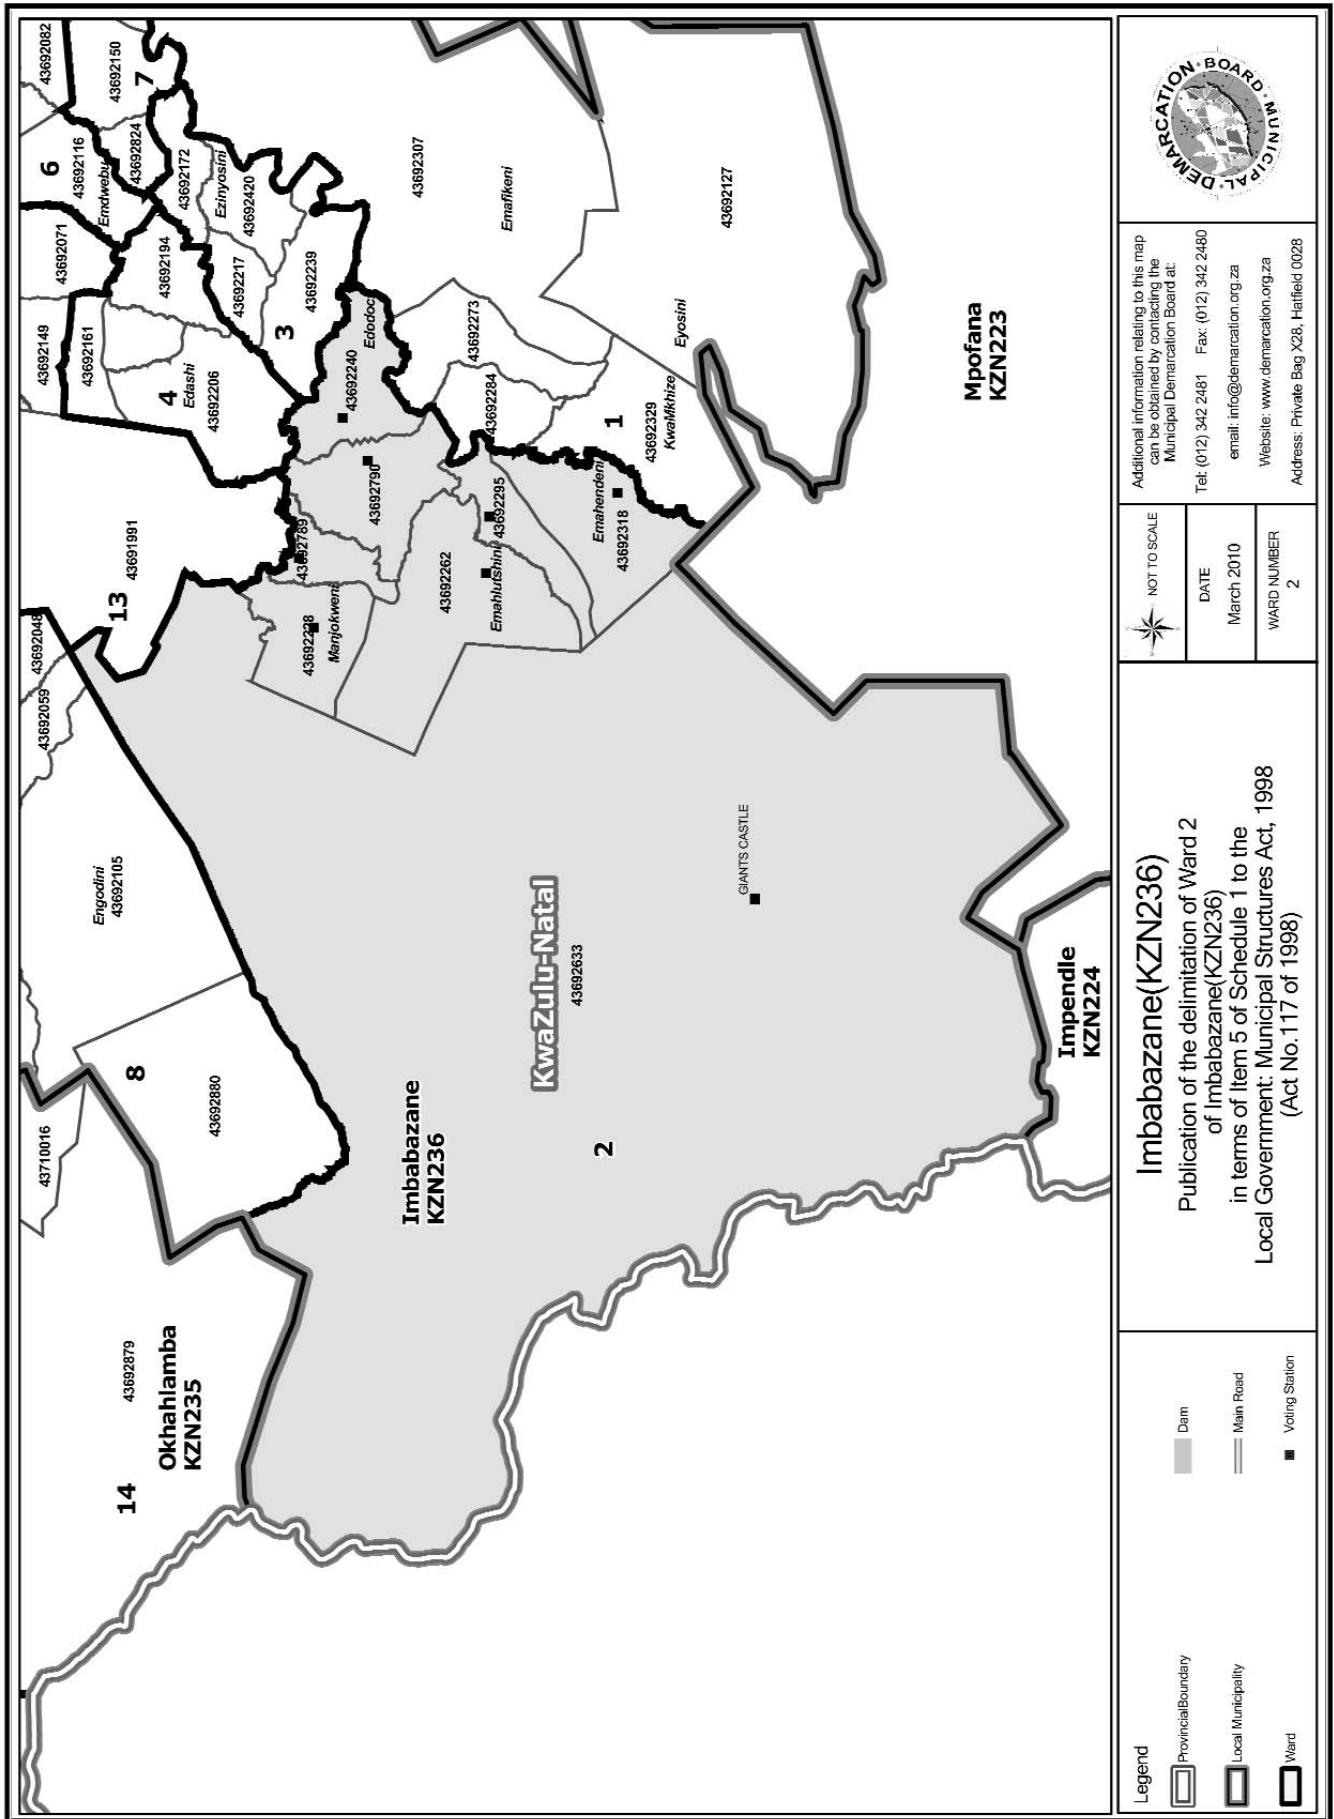 14
43692879
Okhahlamba
KZN235
43710016
8
43692880
Engodini
43692105
43692059
43692048
13
43691991
43692149
43692071
43692161
4
Edashi
43692206
43692194
6
43692116
Emdwebu
43692082
43692150
7
43692824
43692172
Ezinyosini
43692420
43692217
3
43692239
43692240
Edodoc
43692789
43692790
Manjokweni
43692262
Emahlutshini
43692295
43692284
43692273
Emahendeni
43692318
1
43692329
KwaMkhize
Eyosini
43692307
Emafikeni
43692127
Imbabazane
KZN236
KwaZulu-Natal
43692633
2
GIANTS CASTLE
Mpofana
KZN223
Impendle
KZN224
Legend
ProvincialBoundary
Local Municipality
Ward
Dam
Main Road
Voting Station
Imbabazane(KZN236)
Publication of the delimitation of Ward 2
of Imbabazane(KZN236)
in terms of Item 5 of Schedule 1 to the
Local Government: Municipal Structures Act, 1998
(Act No.117 of 1998)
NOT TO SCALE
DATE
March 2010
WARD NUMBER
2
Additional information relating to this map
can be obtained by contacting the
Municipal Demarcation Board at:
Tel: (012) 342 2481 Fax: (012) 342 2480
email: info@demarcation.org.za
Website: www.demarcation.org.za
Address: Private Bag X28, Hatfield 0028
MUNICIPAL DEMARCATION BOARD